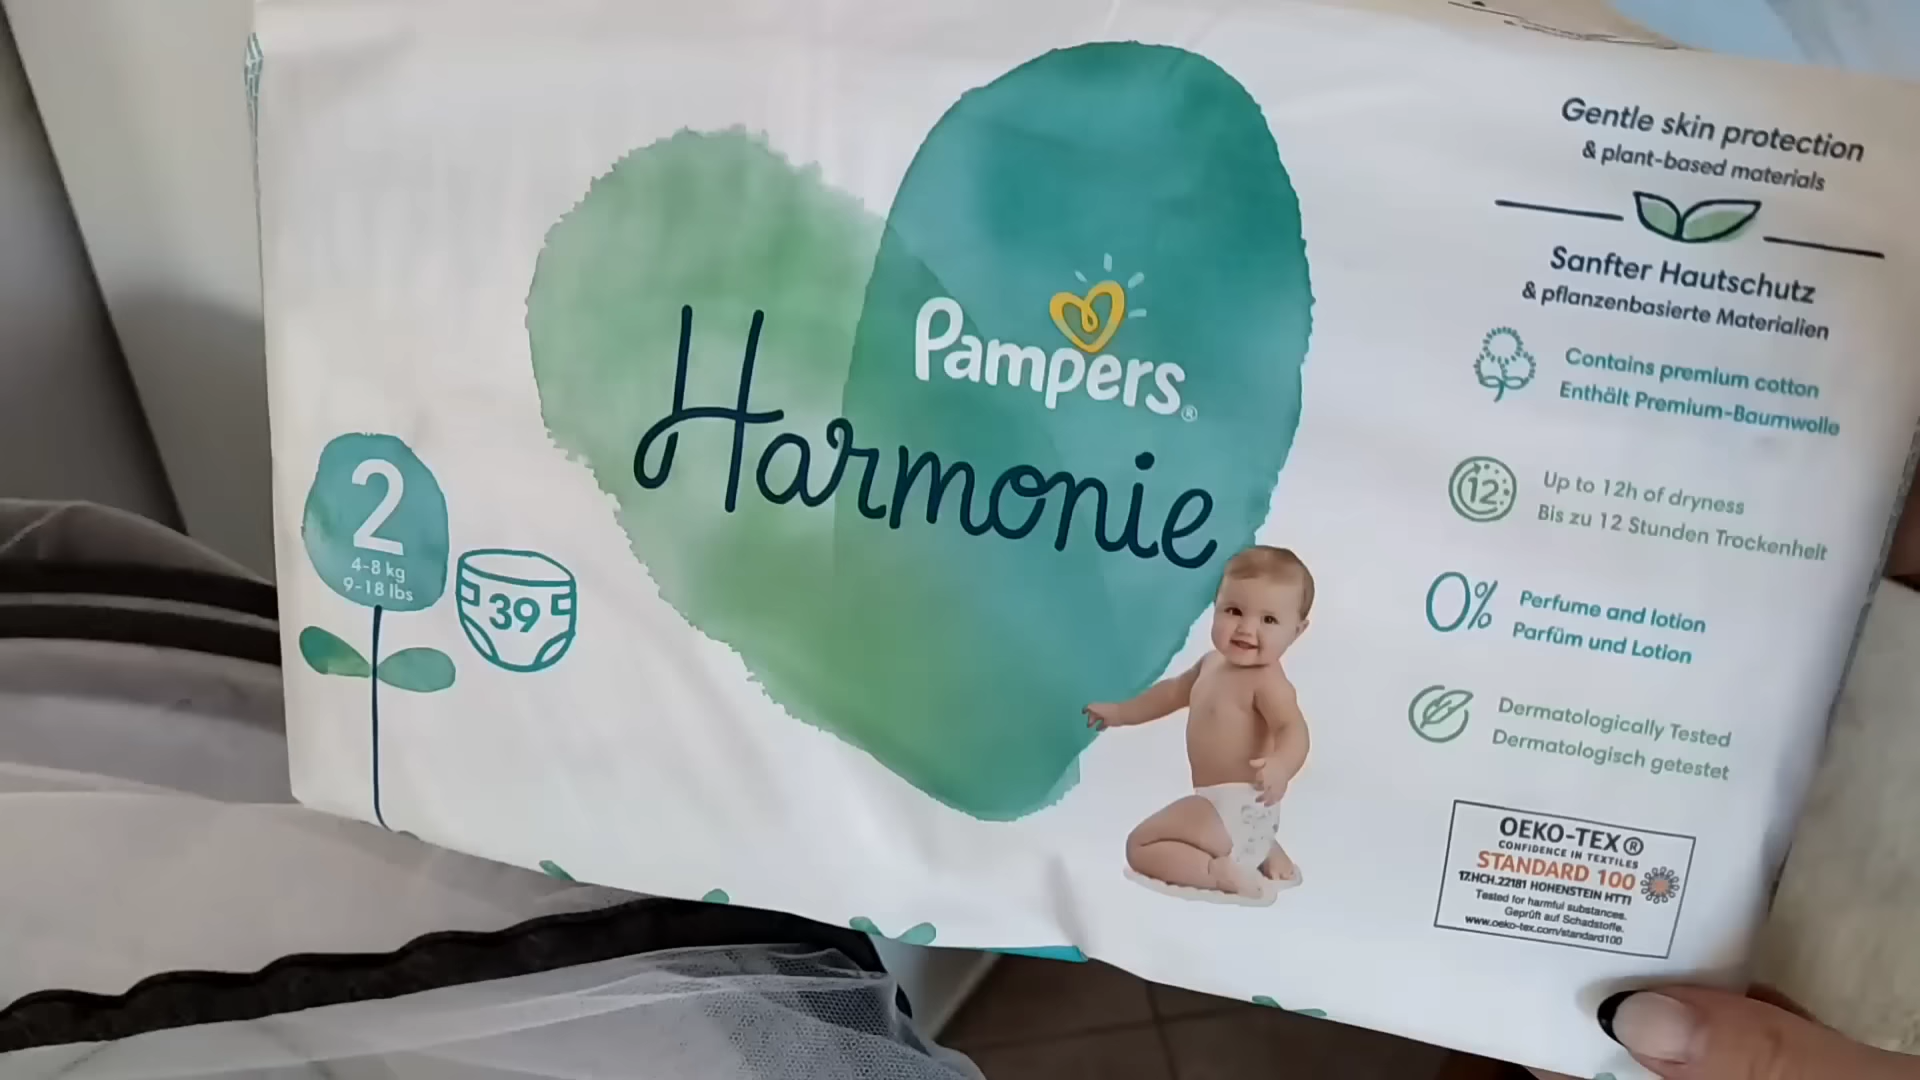 Pampers®
Harmonie
2
4-8 kg
9-18 lbs
39
Gentle skin protection
& plant-based materials
Sanfter Hautschutz
& pflanzenbasierte Materialien
Contains premium cotton
Enthält Premium-Baumwolle
12
Up to 12h of dryness
Bis zu 12 Stunden Trockenheit
0%
Perfume and lotion
Parfüm und Lotion
Dermatologically Tested
Dermatologisch getestet
OEKO-TEX®
CONFIDENCE IN TEXTILES
STANDARD 100
17.HCH.22181 HOHENSTEIN HTTI
Tested for harmful substances.
Geprüft auf Schadstoffe.
www.oeko-tex.com/standard100